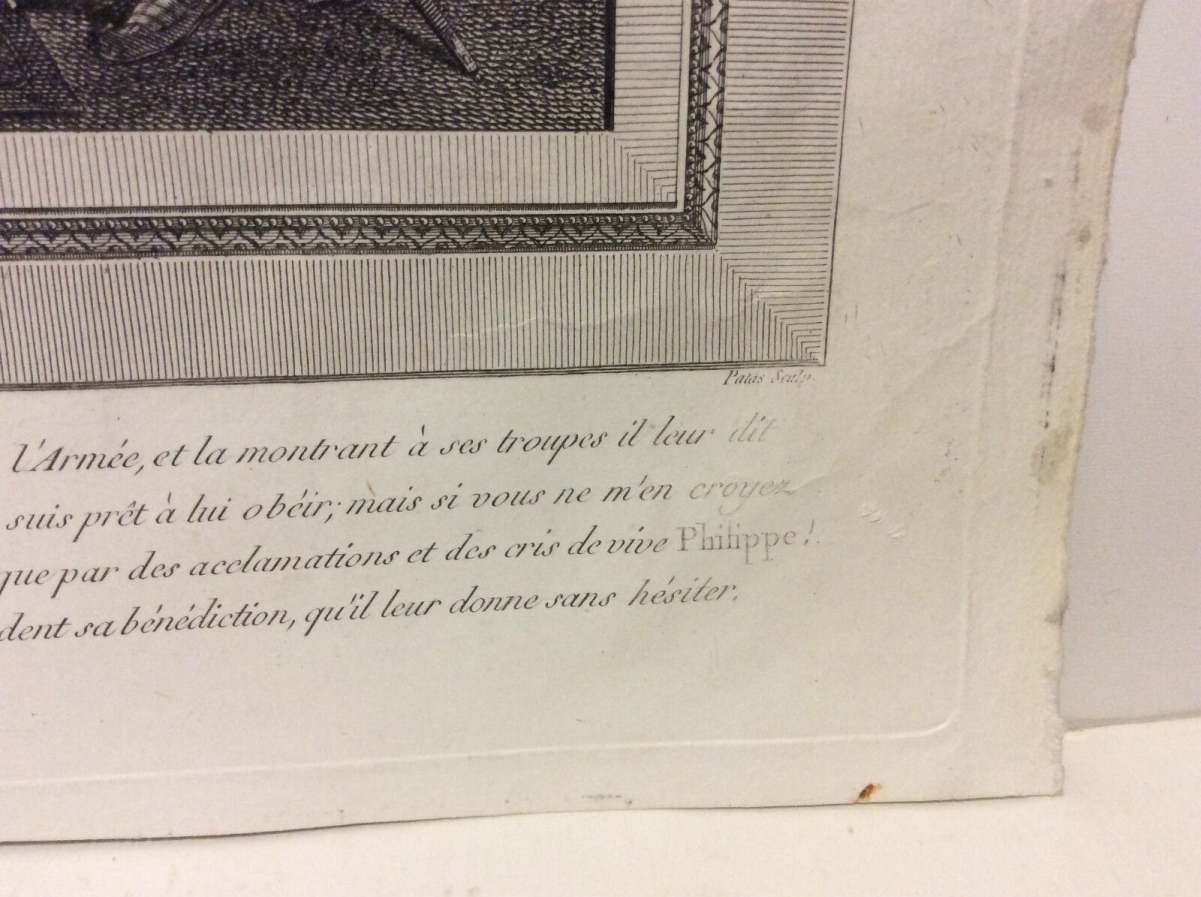 Patas Sculp.
l'Armée, et la montrant à ses troupes il leur dit
suis prêt à lui obéir; mais si vous ne m'en croyez
que par des acclamations et des cris de vive Philippe!
dent sa bénédiction, qu'il leur donne sans hésiter.